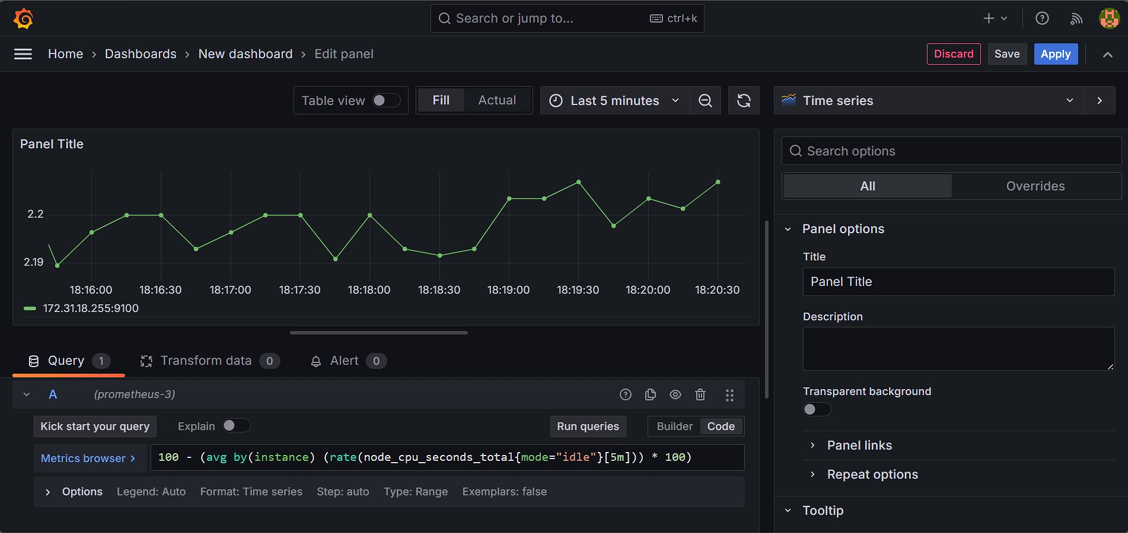 Search or jump to... ctrl+k
Home › Dashboards › New dashboard › Edit panel Discard Save Apply
Table view Fill Actual Last 5 minutes Time series
Panel Title
2.2
2.19
18:16:00 18:16:30 18:17:00 18:17:30 18:18:00 18:18:30 18:19:00 18:19:30 18:20:00 18:20:30
172.31.18.255:9100
Query 1 Transform data 0 Alert 0
A (prometheus-3)
Kick start your query Explain Run queries Builder Code
Metrics browser › 100 - (avg by(instance) (rate(node_cpu_seconds_total{mode="idle"}[5m])) * 100)
Options Legend: Auto Format: Time series Step: auto Type: Range Exemplars: false
Search options
All Overrides
Panel options
Title
Panel Title
Description
Transparent background
Panel links
Repeat options
Tooltip